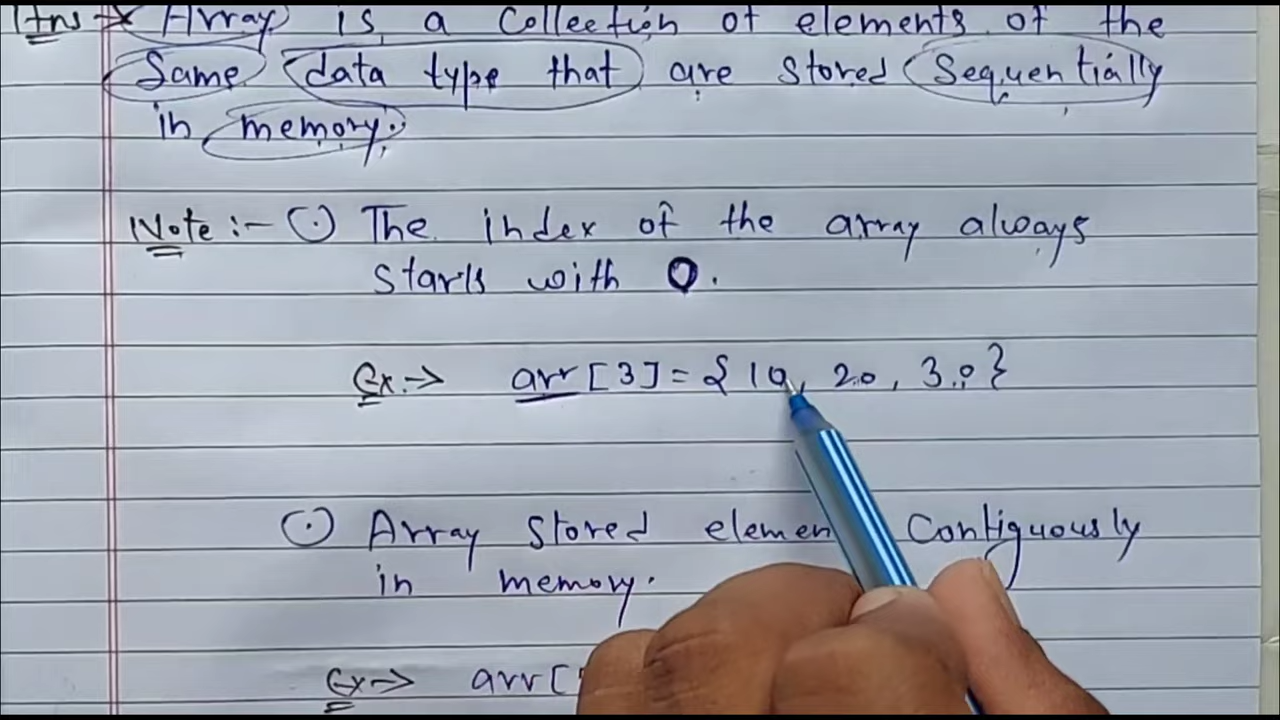 Ans → Array is a collection of elements of the
Same data type that are stored Sequentially
in memory.
Note :- ⊙ The index of the array always
starts with 0.
Ex → arr[3] = {10, 20, 30}
⊙ Array stored elemen Contiguously
in memory.
Ex → arr[